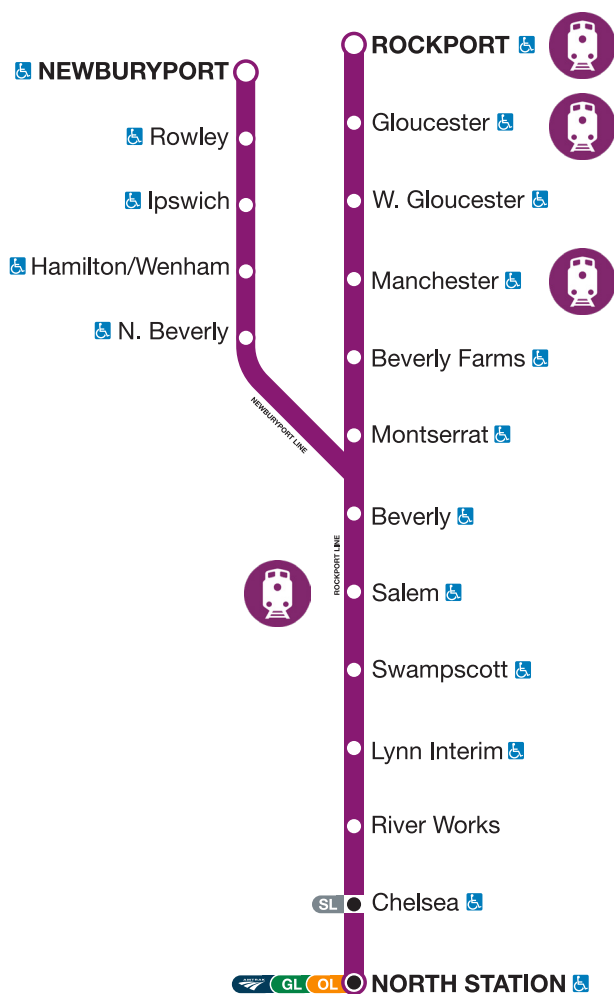 ROCKPORT
NEWBURYPORT
Gloucester
Rowley
W. Gloucester
Ipswich
Hamilton/Wenham
Manchester
N. Beverly
Beverly Farms
NEWBURYPORT LINE
Montserrat
Beverly
ROCKPORT LINE
Salem
Swampscott
Lynn Interim
River Works
SL
Chelsea
AMTRAK
GL
OL
NORTH STATION